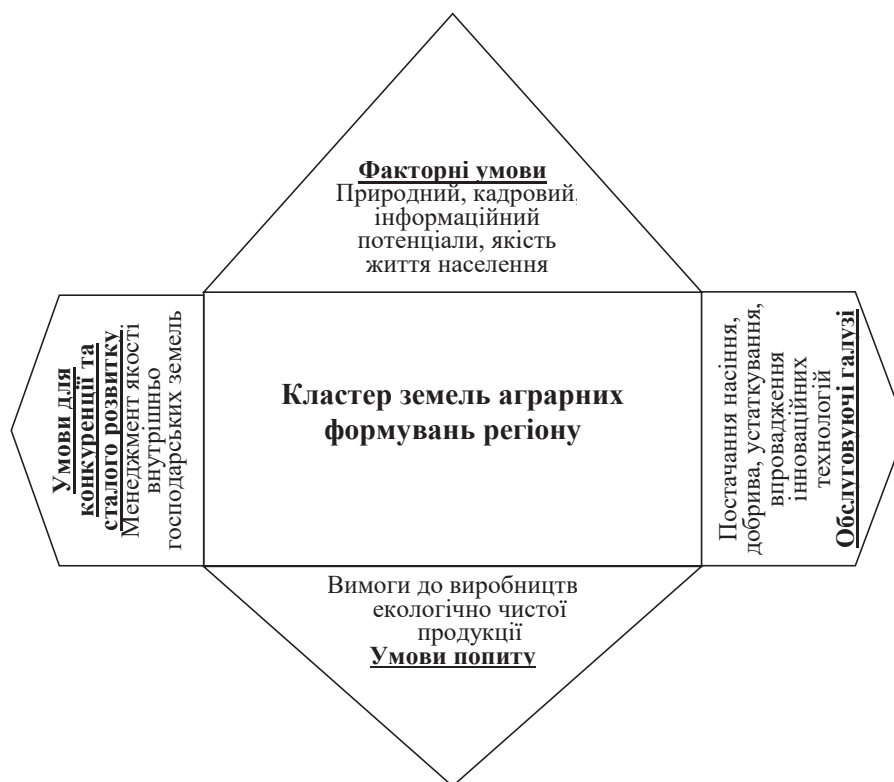 Факторні умови
Природний, кадровий,
інформаційний
потенціали, якість
життя населення
Умови для
конкуренції та
сталого розвитку
Менеджмент якості
внутрішньо
господарських земель
Кластер земель аграрних
формувань регіону
Постачання насіння,
добрива, устаткування,
впровадження
інноваційних
технологій
Обслуговуючі галузі
Вимоги до виробництв
екологічно чистої
продукції
Умови попиту